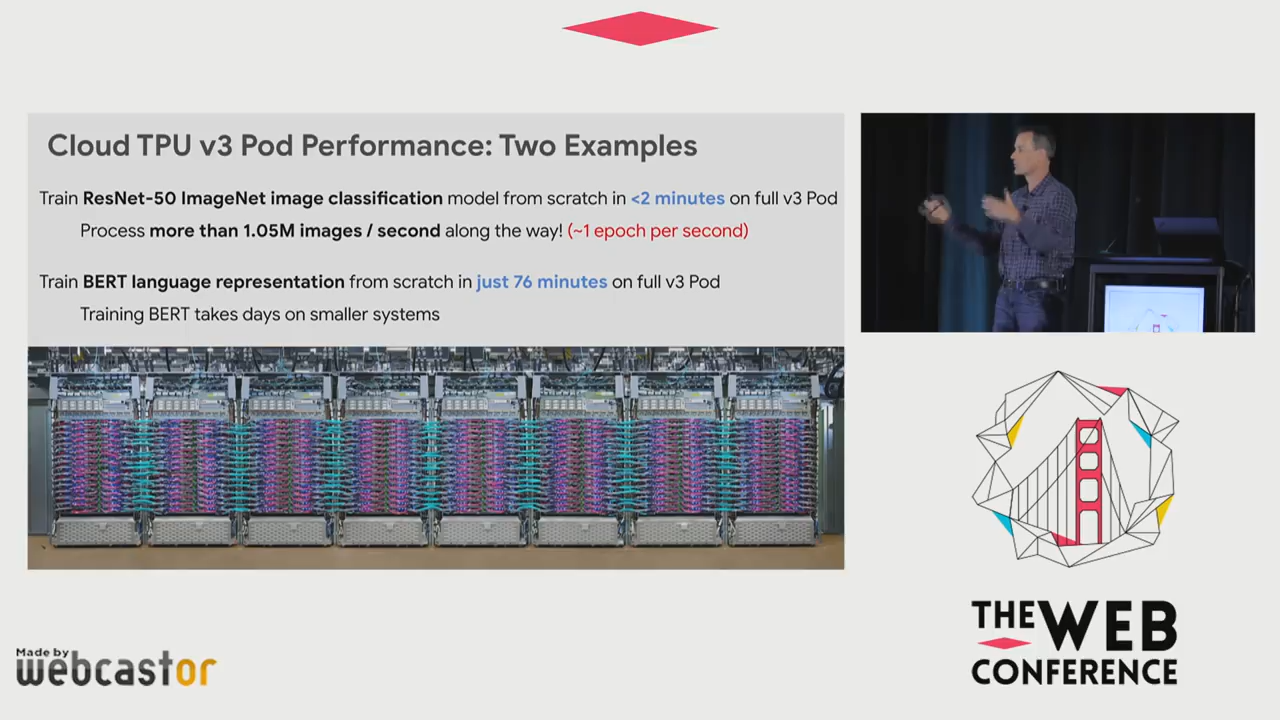 Cloud TPU v3 Pod Performance: Two Examples
Train ResNet-50 ImageNet image classification model from scratch in <2 minutes on full v3 Pod
Process more than 1.05M images / second along the way! (~1 epoch per second)
Train BERT language representation from scratch in just 76 minutes on full v3 Pod
Training BERT takes days on smaller systems
THE WEB
CONFERENCE
Made by
webcastor